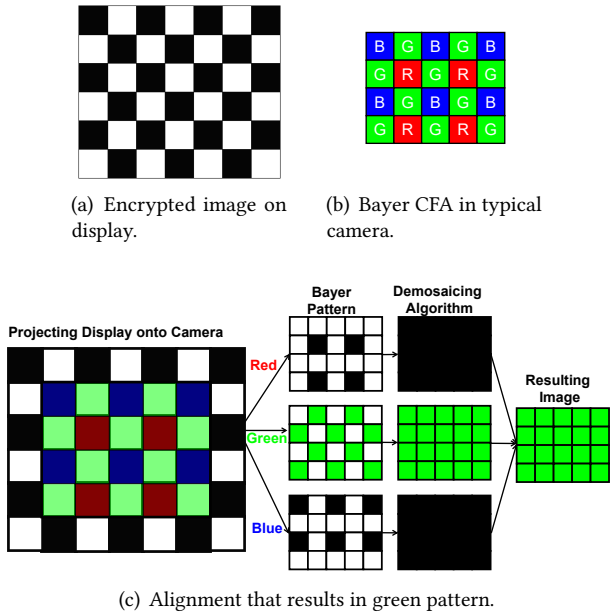 B G B G B
G R G R G
B G B G B
G R G R G
(a) Encrypted image on
display.
(b) Bayer CFA in typical
camera.
Projecting Display onto Camera
Bayer
Pattern
Demosaicing
Algorithm
Red
Green
Blue
Resulting
Image
(c) Alignment that results in green pattern.